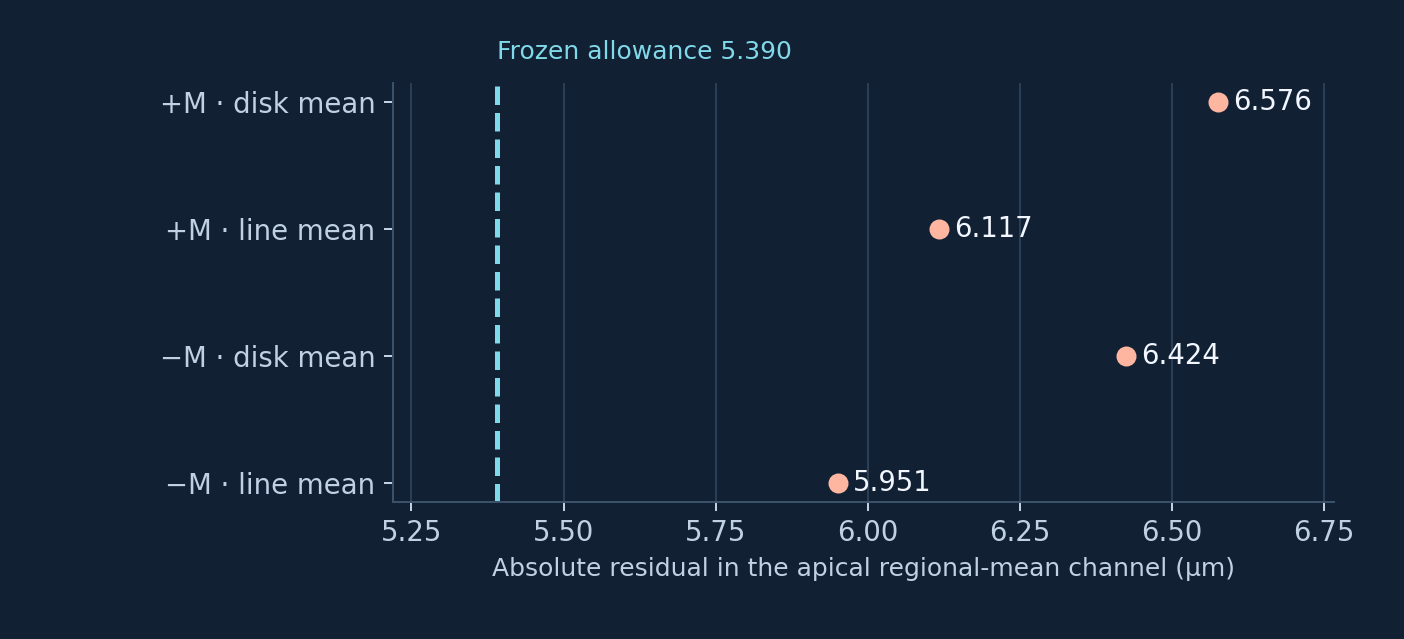 Frozen allowance 5.390
+M · disk mean
6.576
+M · line mean
6.117
−M · disk mean
6.424
−M · line mean
5.951
5.25 5.50 5.75 6.00 6.25 6.50 6.75
Absolute residual in the apical regional-mean channel (µm)